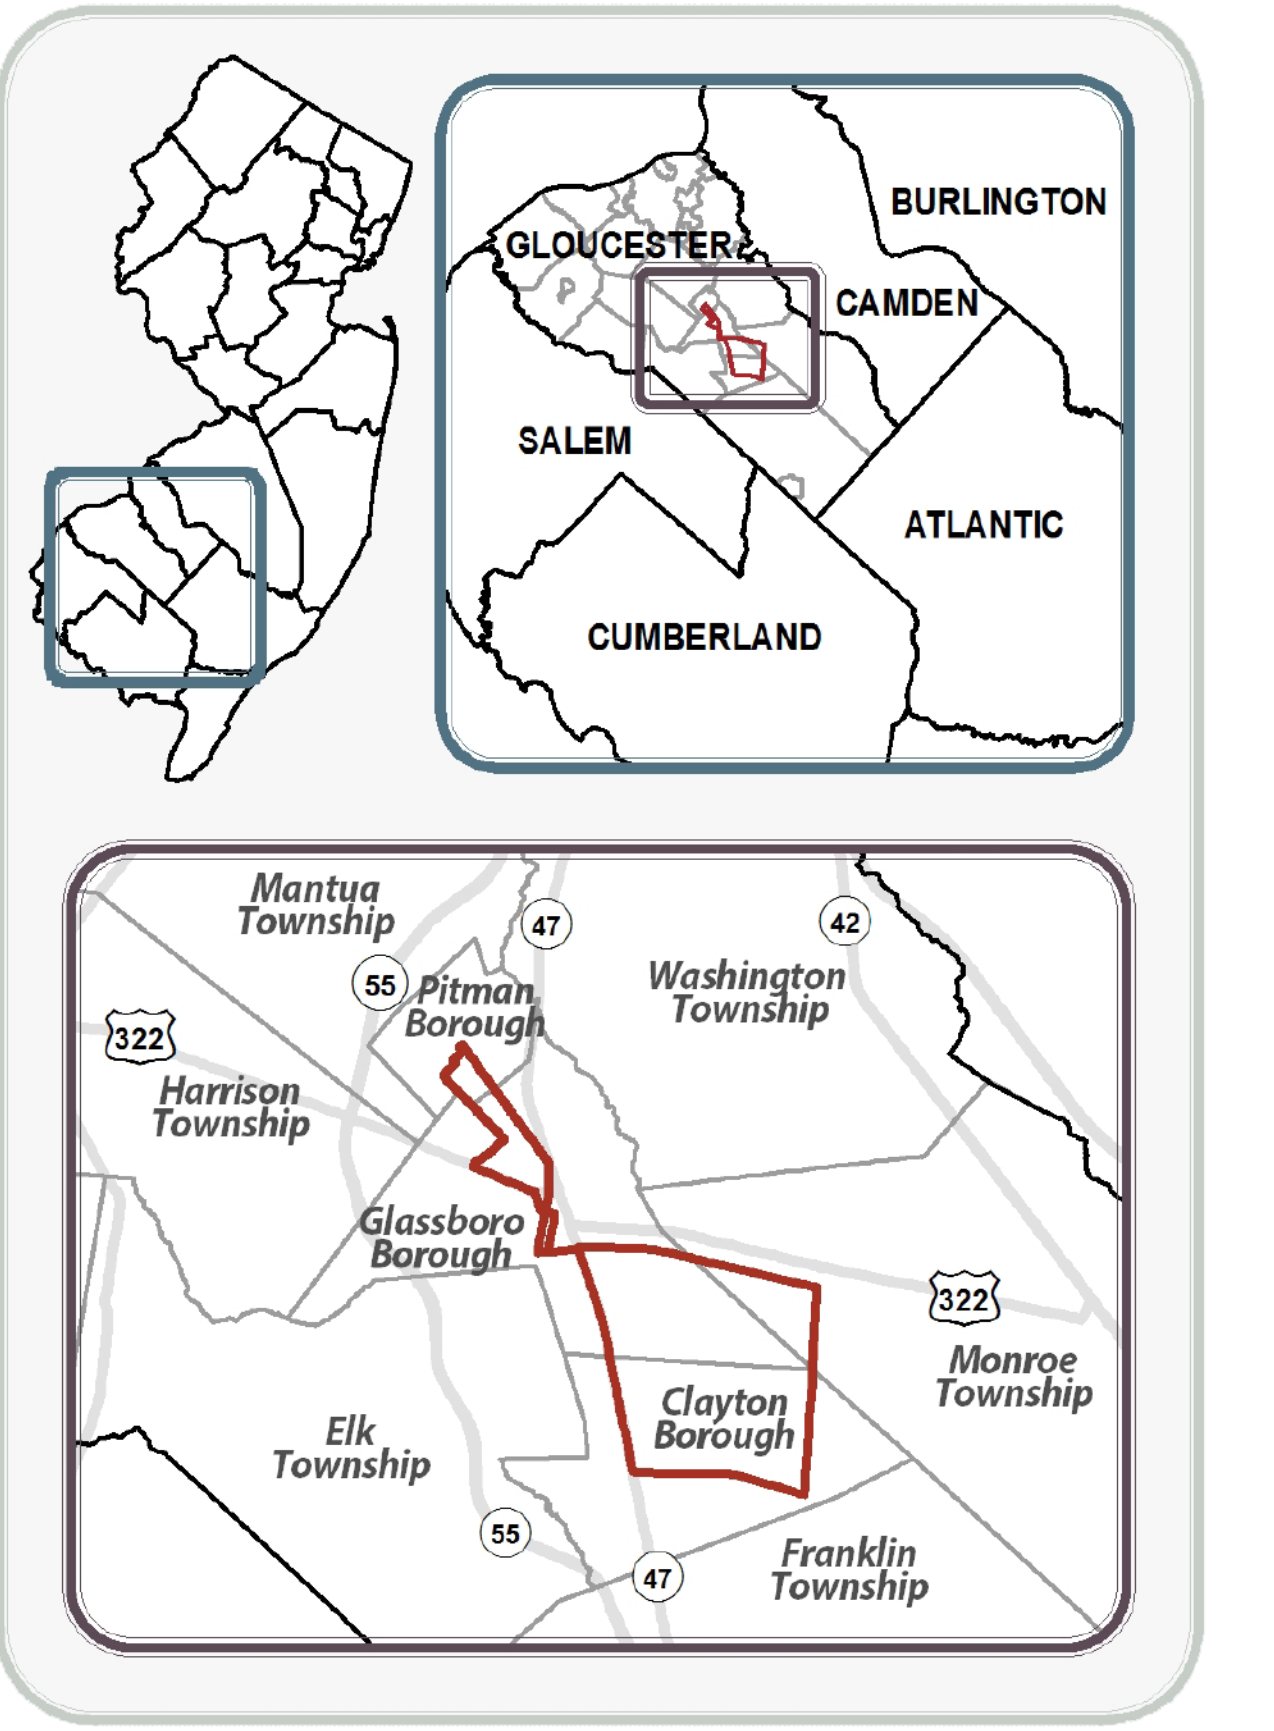 BURLINGTON
GLOUCESTER
CAMDEN
SALEM
ATLANTIC
CUMBERLAND
Mantua
Township
47
42
55
Pitman
Borough
Washington
Township
322
Harrison
Township
Glassboro
Borough
322
Monroe
Township
Clayton
Borough
Elk
Township
55
Franklin
Township
47